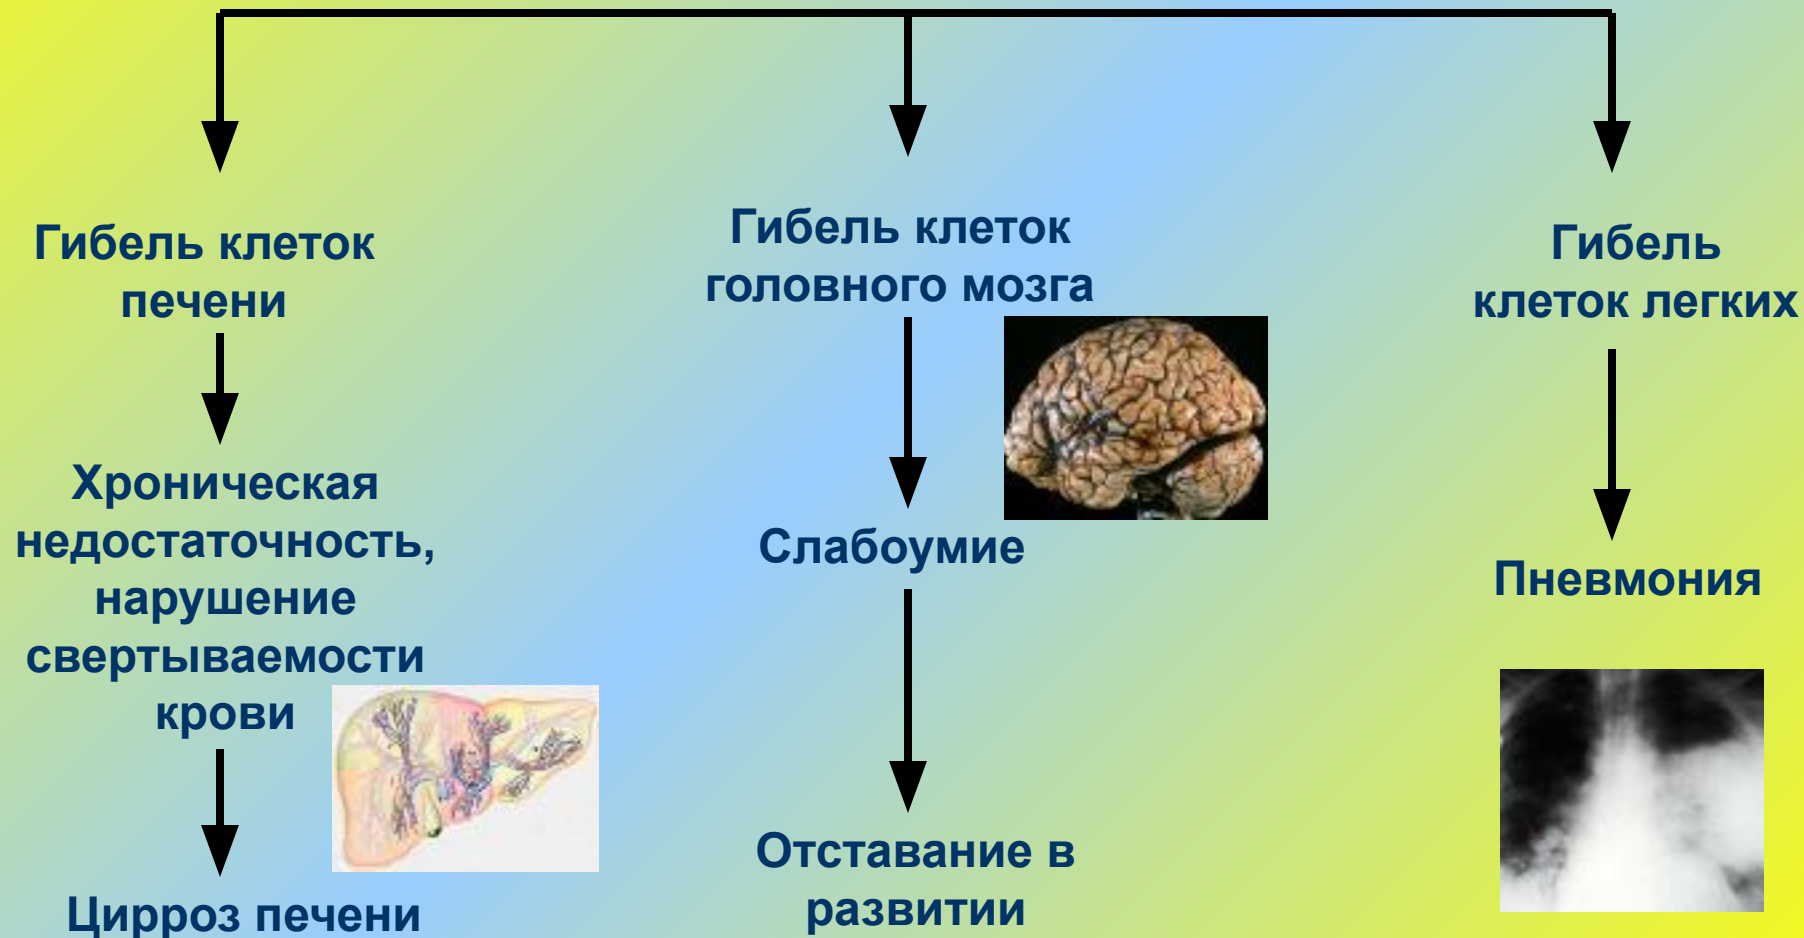 Гибель клеток
печени
Хроническая
недостаточность,
нарушение
свертываемости
крови
Цирроз печени
Гибель клеток
головного мозга
Слабоумие
Отставание в
развитии
Гибель
клеток легких
Пневмония